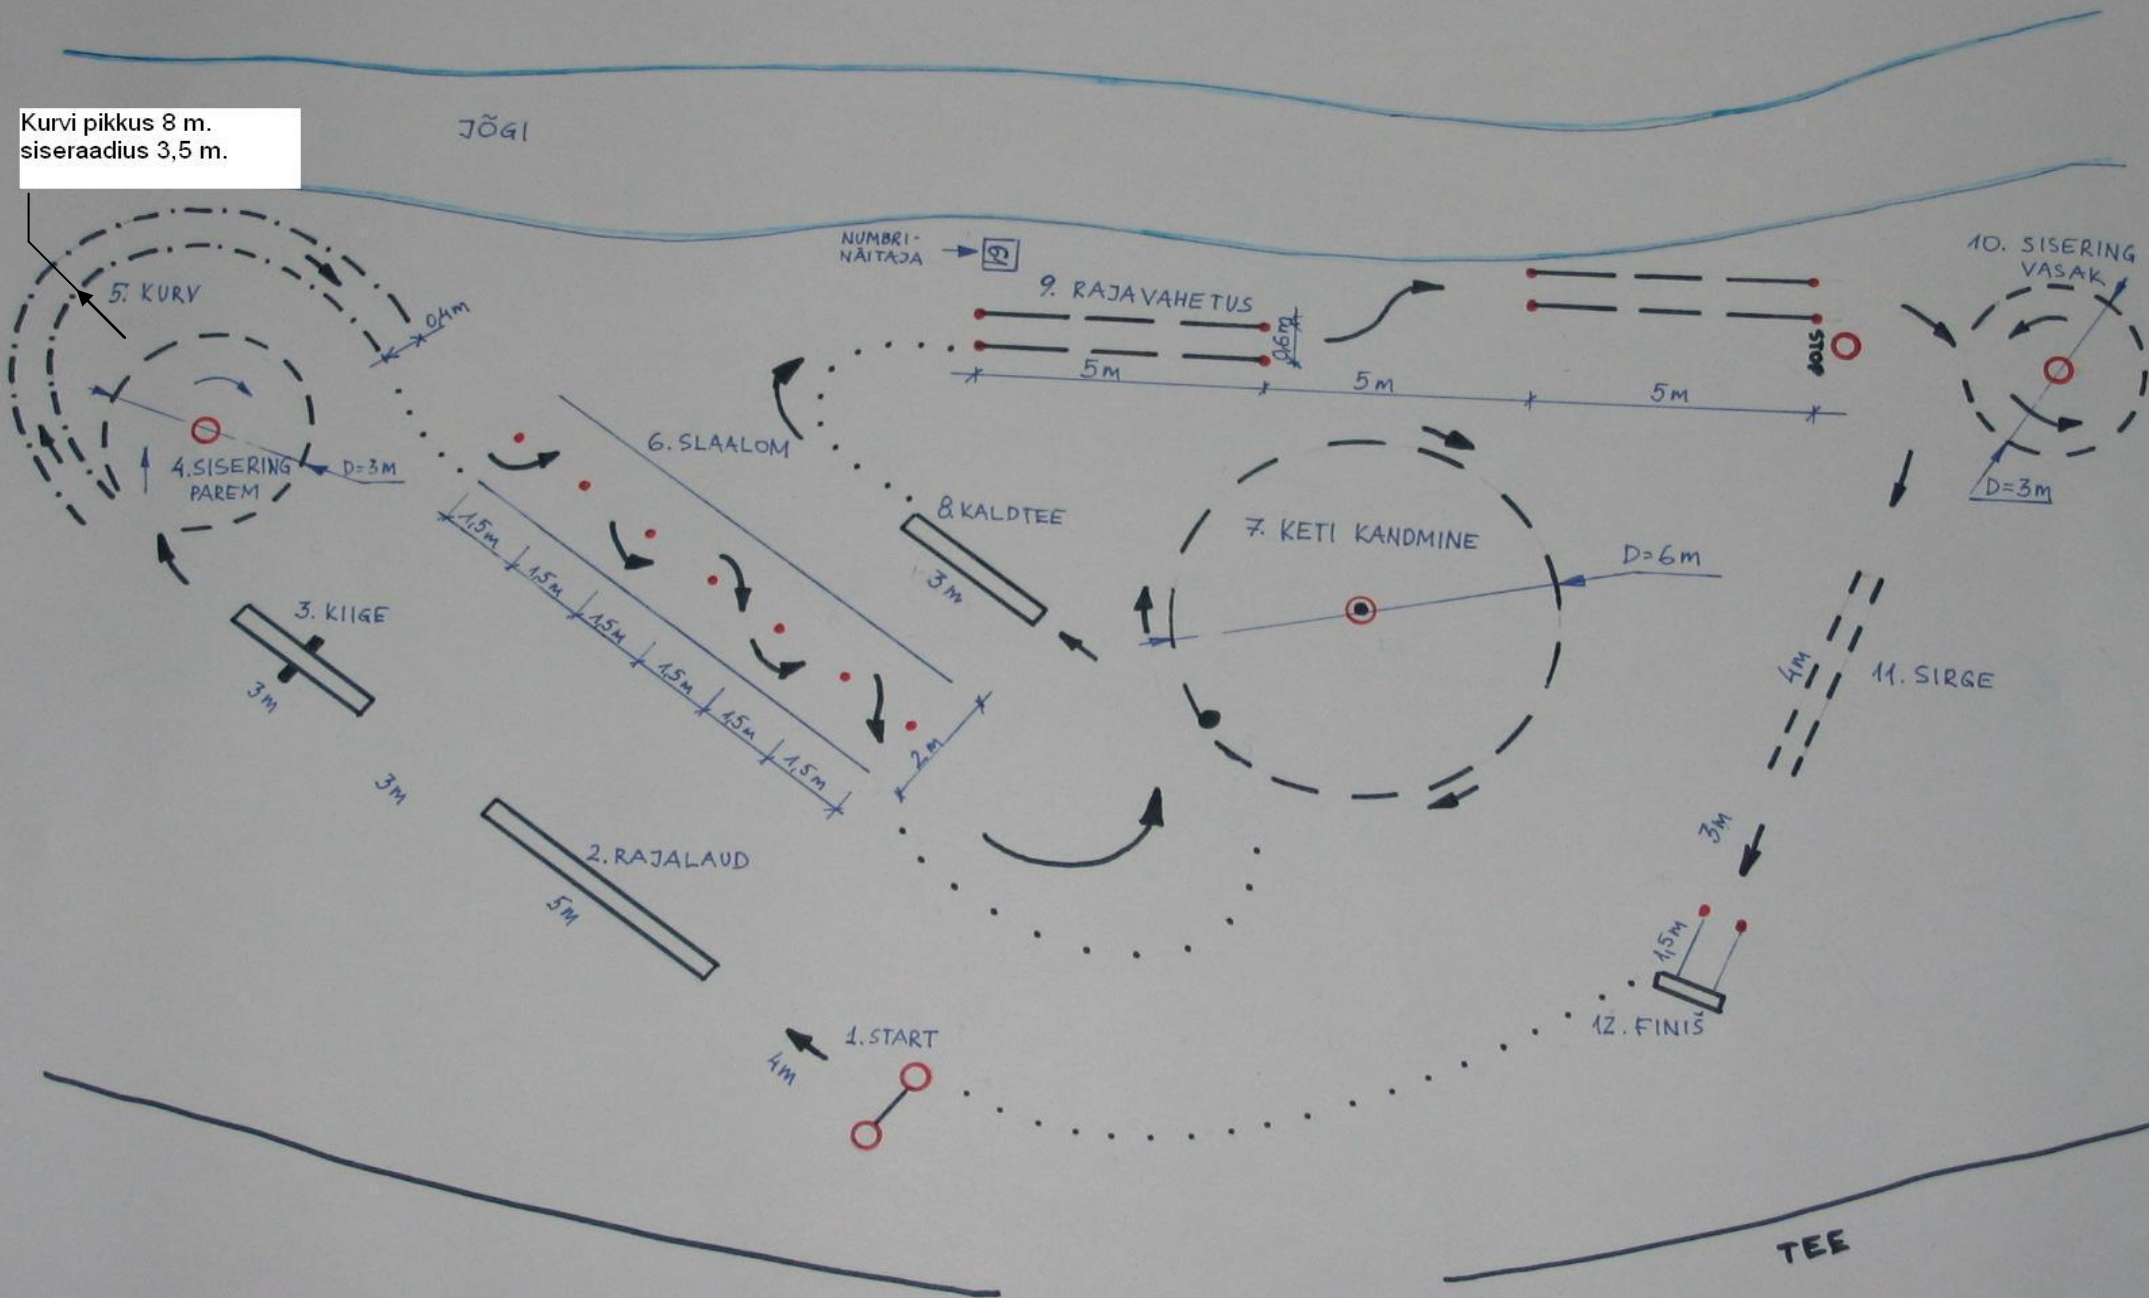 Kurvi pikkus 8 m.
siseraadius 3,5 m.
JÕGI
NUMBRI-
NÄITAJA
10. SISERING
VASAK
5. KURV
0,4m
9. RAJAVAHETUS
0,6m
STOP
5m
5m
5m
4. SISERING
PAREM
D=3m
6. SLAALOM
D=3m
8. KALDTEE
3m
7. KETI KANDMINE
D=6m
1,5m
1,5m
1,5m
1,5m
1,5m
1,5m
2m
3. KIIGE
3m
3m
4m
11. SIRGE
2. RAJALAUD
5m
3m
1,5m
12. FINIŠ
1. START
4m
TEE